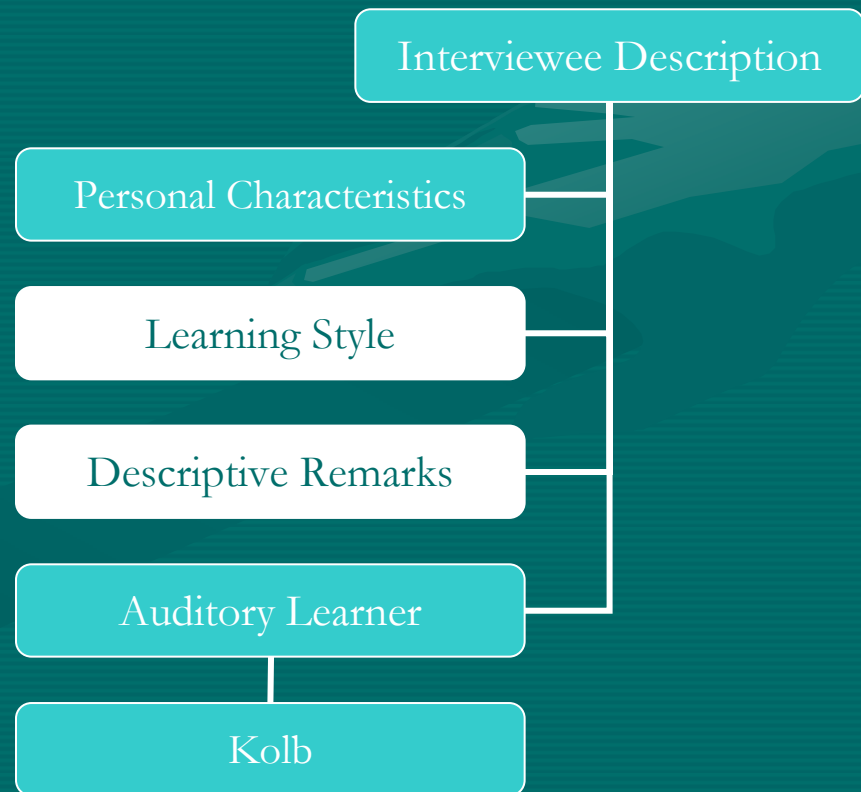 Interviewee Description
Personal Characteristics
Learning Style
Descriptive Remarks
Auditory Learner
Kolb